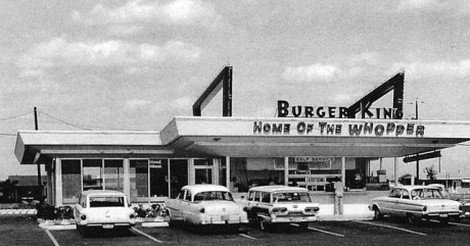 BURGER KING
HOME OF THE WHOPPER
SELF SERVICE